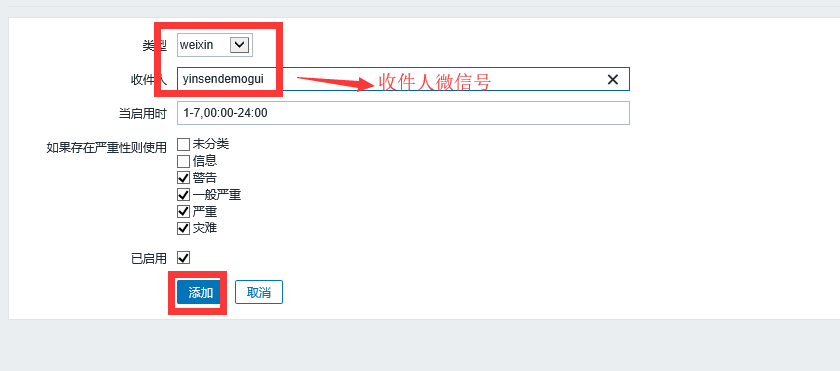 类型 weixin
收件人 yinsendemogui 收件人微信号
当启用时 1-7,00:00-24:00
如果存在严重性则使用 未分类
信息
警告
一般严重
严重
灾难
已启用
添加 取消